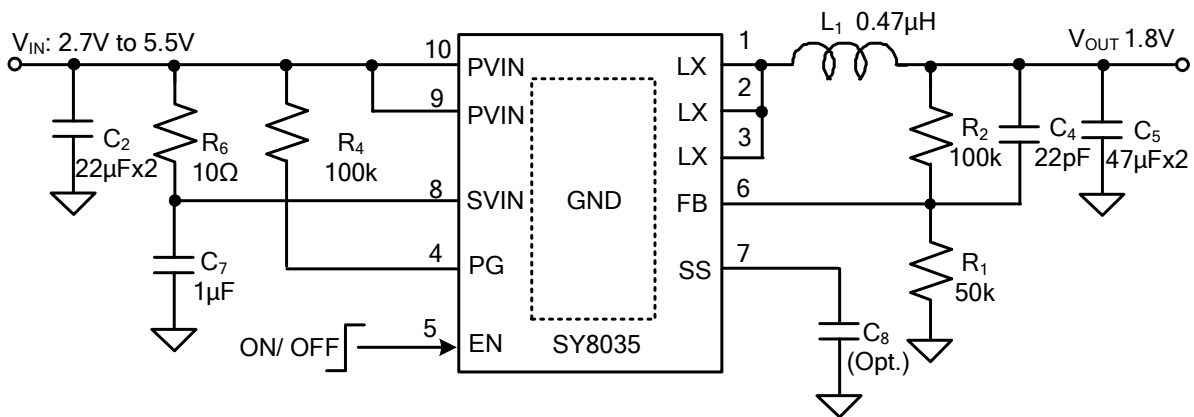 V_IN: 2.7V to 5.5V
C2
22µFx2
R6
10Ω
R4
100k
C7
1µF
ON/ OFF
10
9
8
4
5
PVIN
PVIN
SVIN
PG
EN
GND
SY8035
LX
LX
LX
FB
SS
1
2
3
6
7
L1 0.47µH
V_OUT 1.8V
R2
100k
C4
22pF
C5
47µFx2
R1
50k
C8
(Opt.)